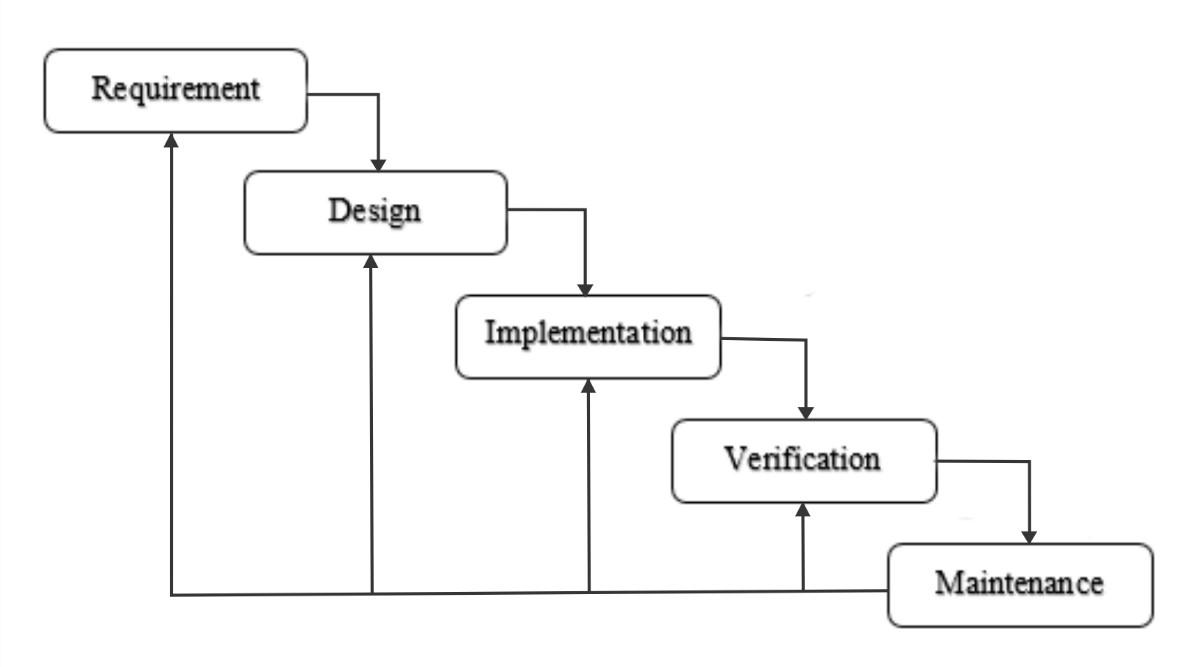 Requirement
Design
Implementation
Verification
Maintenance